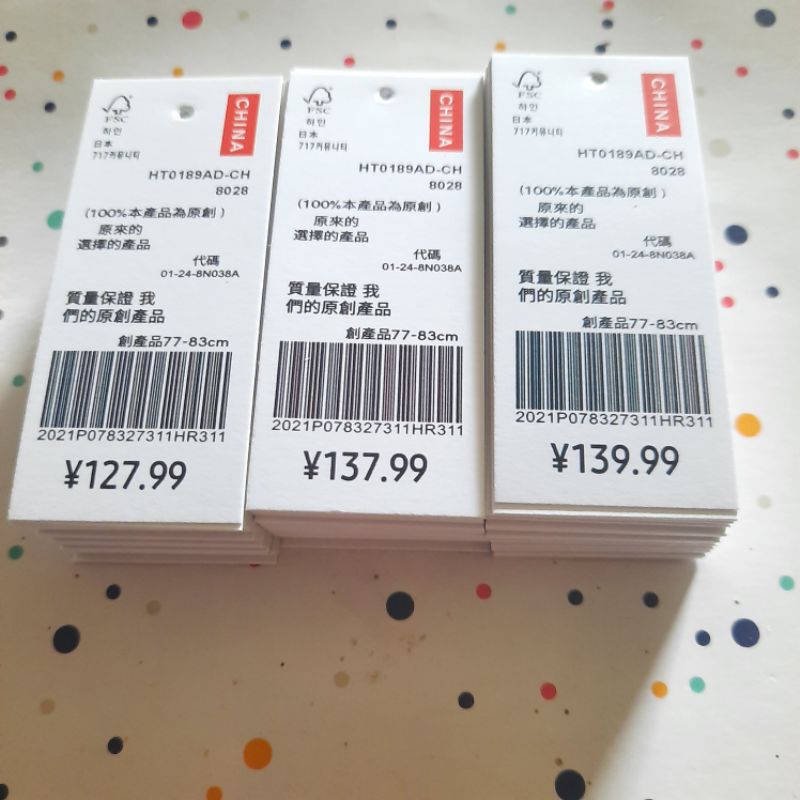 FSC
하인
日本
717커뮤니티
CHINA
HT0189AD-CH
8028
(100%本產品為原創)
原來的
選擇的產品
代碼
01-24-8N038A
質量保證 我
們的原創產品
創產品77-83cm
2021P078327311HR311
¥127.99
FSC
하인
日本
717커뮤니티
CHINA
HT0189AD-CH
8028
(100%本產品為原創)
原來的
選擇的產品
代碼
01-24-8N038A
質量保證 我
們的原創產品
創產品77-83cm
2021P078327311HR311
¥137.99
FSC
하인
日本
717커뮤니티
CHINA
HT0189AD-CH
8028
(100%本產品為原創)
原來的
選擇的產品
代碼
01-24-8N038A
質量保證 我
們的原創產品
創產品77-83cm
2021P078327311HR311
¥139.99